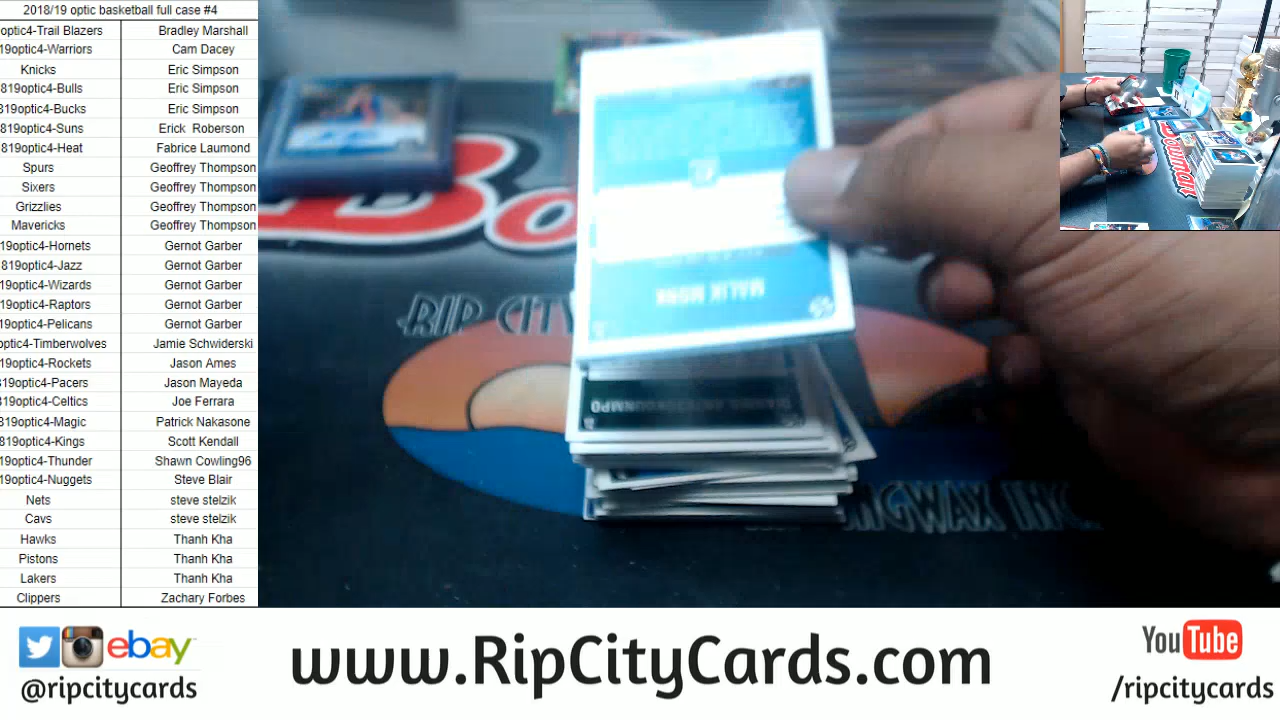 2018/19 optic basketball full case #4
optic4-Trail Blazers Bradley Marshall
19optic4-Warriors Cam Dacey
Knicks Eric Simpson
819optic4-Bulls Eric Simpson
819optic4-Bucks Eric Simpson
819optic4-Suns Erick Roberson
819optic4-Heat Fabrice Laumond
Spurs Geoffrey Thompson
Sixers Geoffrey Thompson
Grizzlies Geoffrey Thompson
Mavericks Geoffrey Thompson
19optic4-Hornets Gernot Garber
819optic4-Jazz Gernot Garber
19optic4-Wizards Gernot Garber
19optic4-Raptors Gernot Garber
19optic4-Pelicans Gernot Garber
optic4-Timberwolves Jamie Schwiderski
19optic4-Rockets Jason Ames
819optic4-Pacers Jason Mayeda
819optic4-Celtics Joe Ferrara
819optic4-Magic Patrick Nakasone
819optic4-Kings Scott Kendall
19optic4-Thunder Shawn Cowling96
19optic4-Nuggets Steve Blair
Nets steve stelzik
Cavs steve stelzik
Hawks Thanh Kha
Pistons Thanh Kha
Lakers Thanh Kha
Clippers Zachary Forbes
MALIK MONK
RIP CITY
Bowman
ebay
@ripcitycards
www.RipCityCards.com
YouTube
/ripcitycards